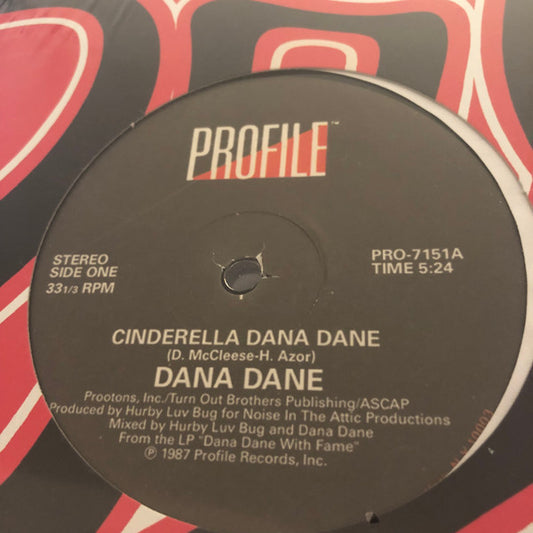 PROFILE™
STEREO
SIDE ONE
33 1/3 RPM
PRO-7151A
TIME 5:24
CINDERELLA DANA DANE
(D. McCleese-H. Azor)
DANA DANE
Prootons, Inc./Turn Out Brothers Publishing/ASCAP
Produced by Hurby Luv Bug for Noise In The Attic Productions
Mixed by Hurby Luv Bug and Dana Dane
From the LP "Dana Dane With Fame"
℗ 1987 Profile Records, Inc.